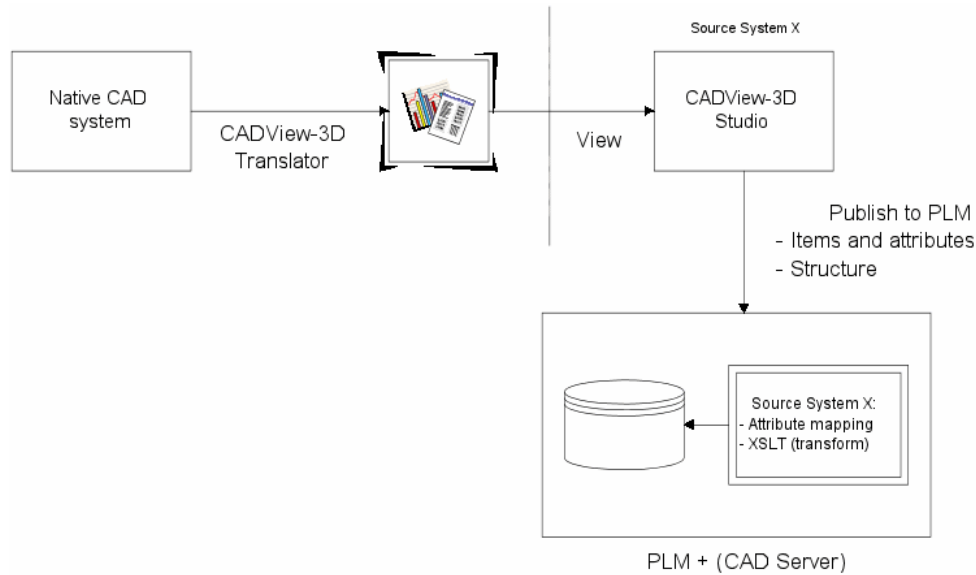 Source System X
Native CAD
system
CADView-3D
Translator
View
CADView-3D
Studio
Publish to PLM
- Items and attributes
- Structure
Source System X:
- Attribute mapping
- XSLT (transform)
PLM + (CAD Server)